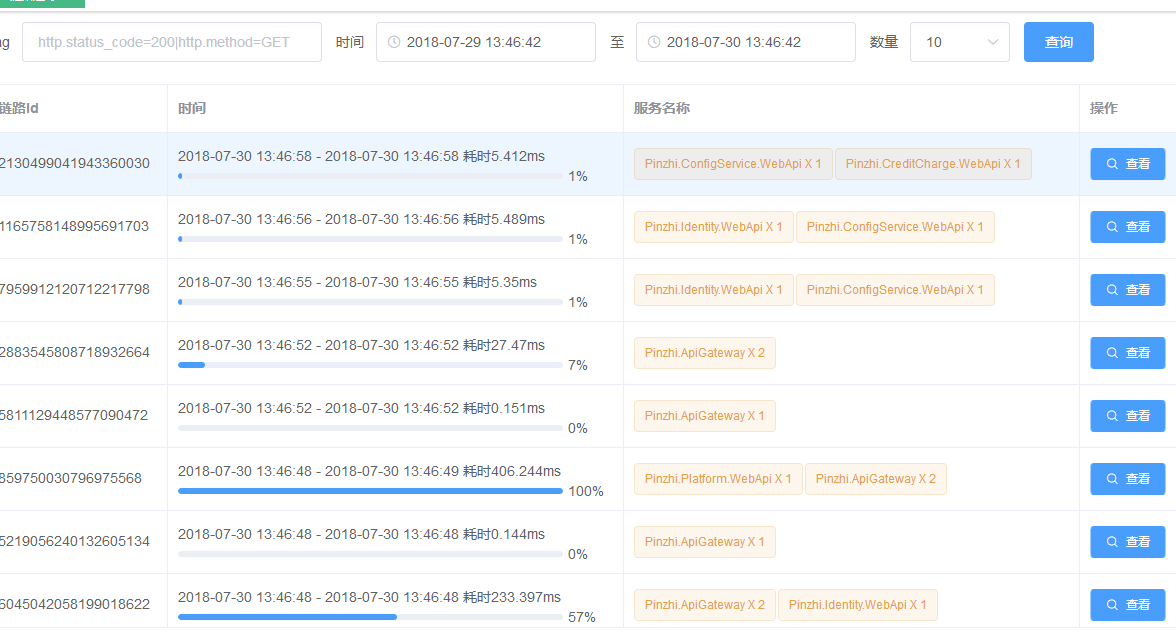 http.status_code=200|http.method=GET 时间 2018-07-29 13:46:42 至 2018-07-30 13:46:42 数量 10 查询
链路Id 时间 服务名称 操作
2130499041943360030 2018-07-30 13:46:58 - 2018-07-30 13:46:58 耗时5.412ms 1% Pinzhi.ConfigService.WebApi X 1 Pinzhi.CreditCharge.WebApi X 1 查看
1165758148995691703 2018-07-30 13:46:56 - 2018-07-30 13:46:56 耗时5.489ms 1% Pinzhi.Identity.WebApi X 1 Pinzhi.ConfigService.WebApi X 1 查看
7959912120712217798 2018-07-30 13:46:55 - 2018-07-30 13:46:55 耗时5.35ms 1% Pinzhi.Identity.WebApi X 1 Pinzhi.ConfigService.WebApi X 1 查看
2883545808718932664 2018-07-30 13:46:52 - 2018-07-30 13:46:52 耗时27.47ms 7% Pinzhi.ApiGateway X 2 查看
5811129448577090472 2018-07-30 13:46:52 - 2018-07-30 13:46:52 耗时0.151ms 0% Pinzhi.ApiGateway X 1 查看
859750030796975568 2018-07-30 13:46:48 - 2018-07-30 13:46:49 耗时406.244ms 100% Pinzhi.Platform.WebApi X 1 Pinzhi.ApiGateway X 2 查看
5219056240132605134 2018-07-30 13:46:48 - 2018-07-30 13:46:48 耗时0.144ms 0% Pinzhi.ApiGateway X 1 查看
6045042058199018622 2018-07-30 13:46:48 - 2018-07-30 13:46:48 耗时233.397ms 57% Pinzhi.ApiGateway X 2 Pinzhi.Identity.WebApi X 1 查看